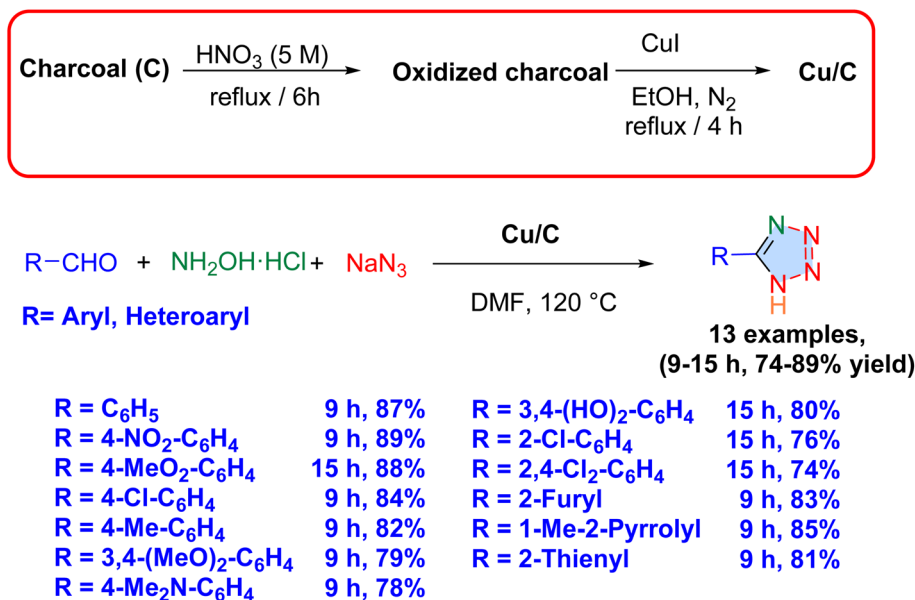 Charcoal (C) HNO₃ (5 M) Oxidized charcoal CuI Cu/C
reflux / 6h EtOH, N₂
reflux / 4 h
R–CHO + NH₂OH·HCl + NaN₃ Cu/C R N N N N H
DMF, 120 °C
R= Aryl, Heteroaryl
13 examples,
(9-15 h, 74-89% yield)
R = C₆H₅ 9 h, 87%
R = 4-NO₂-C₆H₄ 9 h, 89%
R = 4-MeO₂-C₆H₄ 15 h, 88%
R = 4-Cl-C₆H₄ 9 h, 84%
R = 4-Me-C₆H₄ 9 h, 82%
R = 3,4-(MeO)₂-C₆H₄ 9 h, 79%
R = 4-Me₂N-C₆H₄ 9 h, 78%
R = 3,4-(HO)₂-C₆H₄ 15 h, 80%
R = 2-Cl-C₆H₄ 15 h, 76%
R = 2,4-Cl₂-C₆H₄ 15 h, 74%
R = 2-Furyl 9 h, 83%
R = 1-Me-2-Pyrrolyl 9 h, 85%
R = 2-Thienyl 9 h, 81%